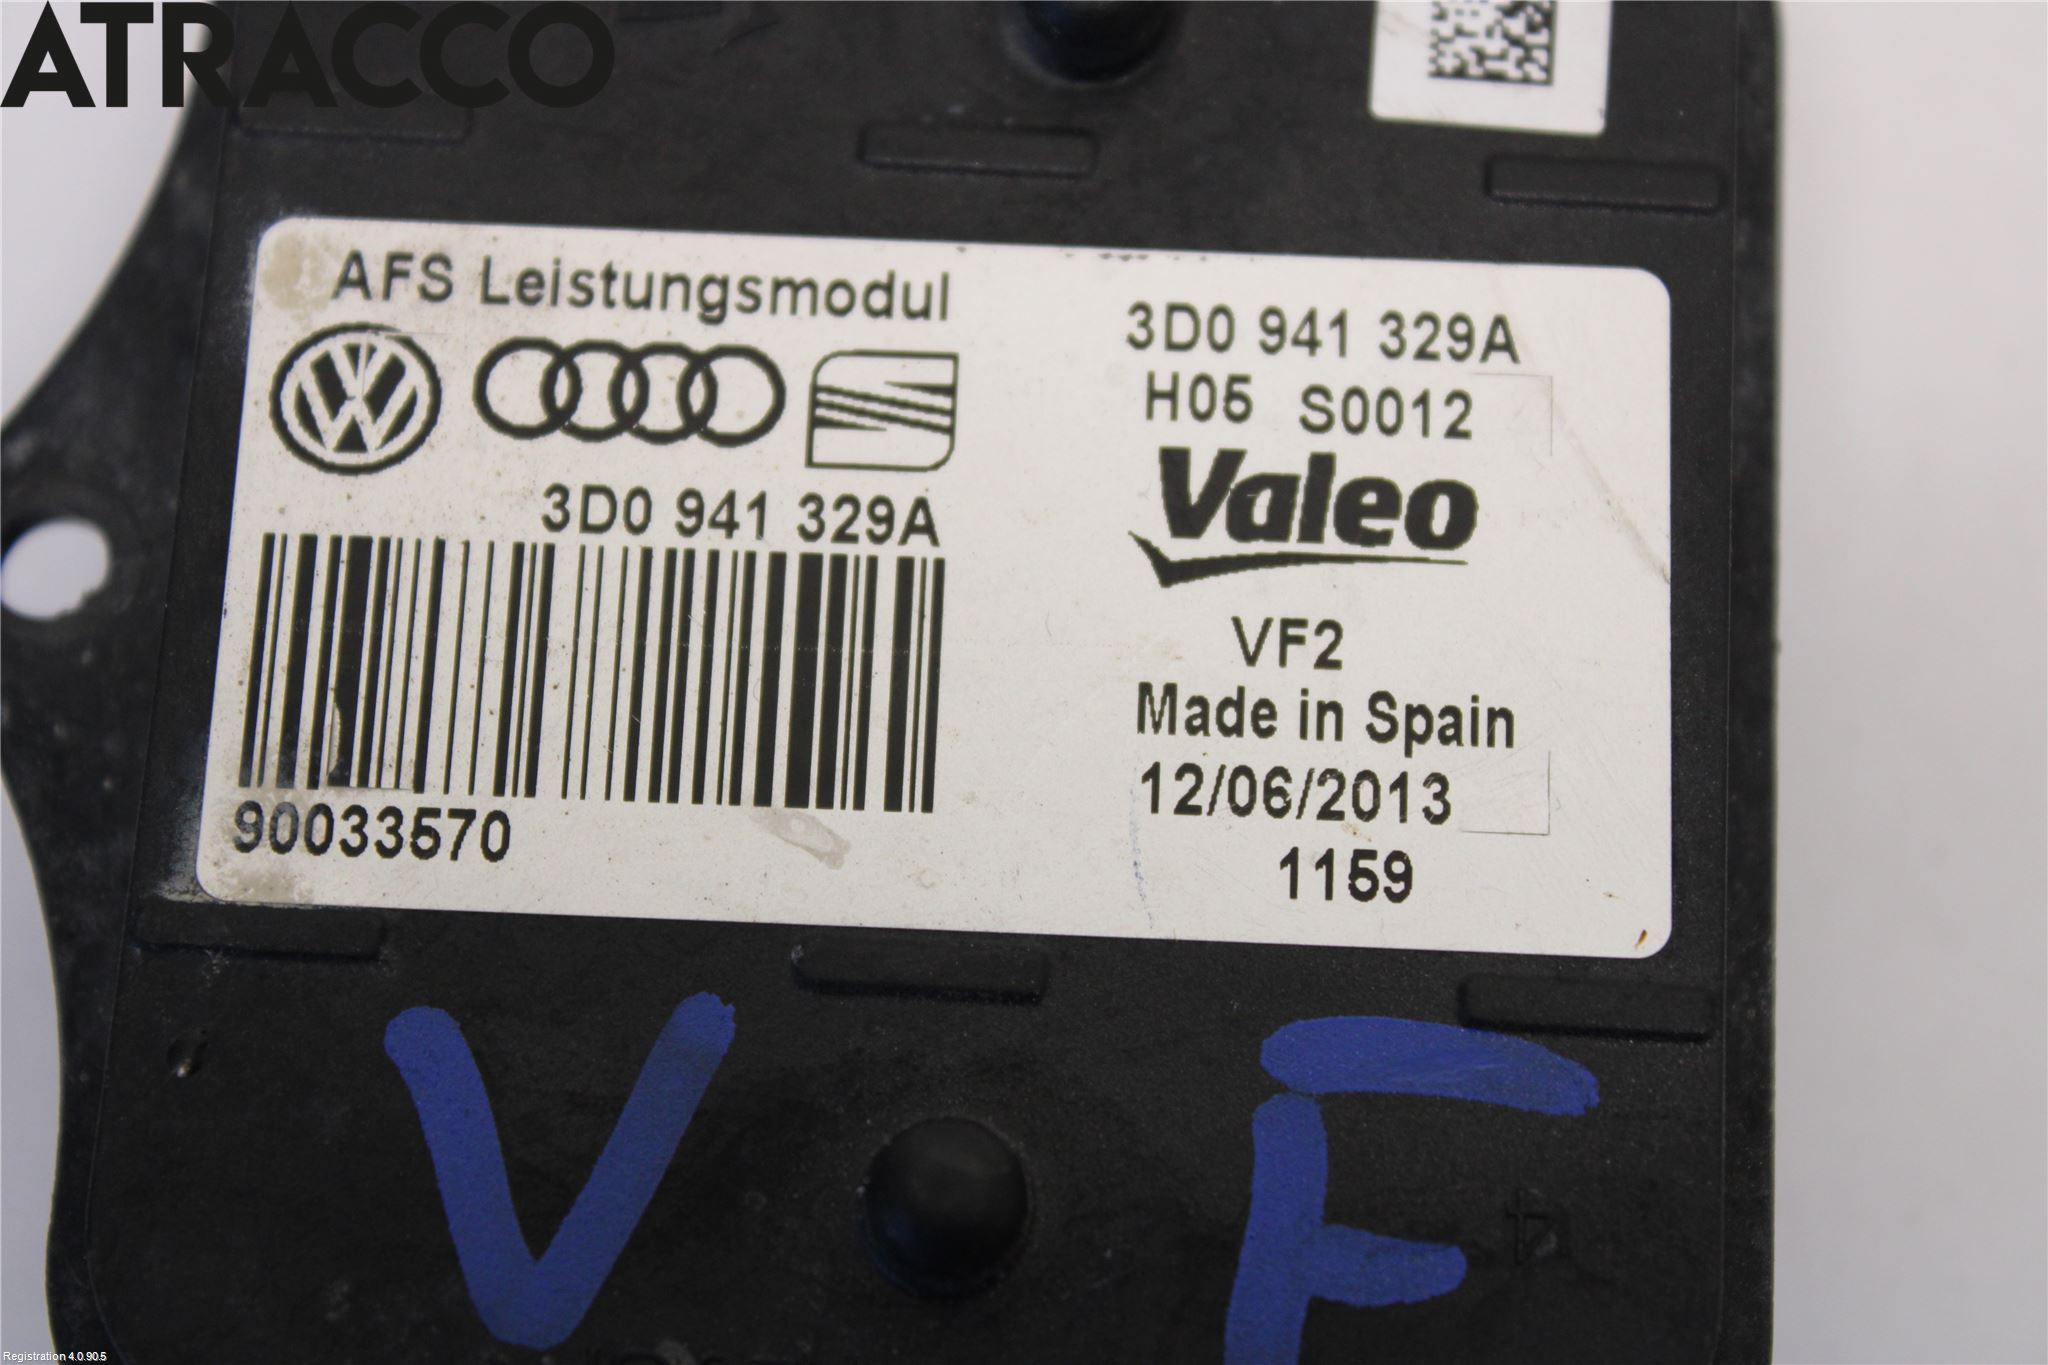 ATRACCO
AFS Leistungsmodul
3D0 941 329A
90033570
3D0 941 329A
H05 S0012
Valeo
VF2
Made in Spain
12/06/2013
1159
V F
Registration 4.0.90.5